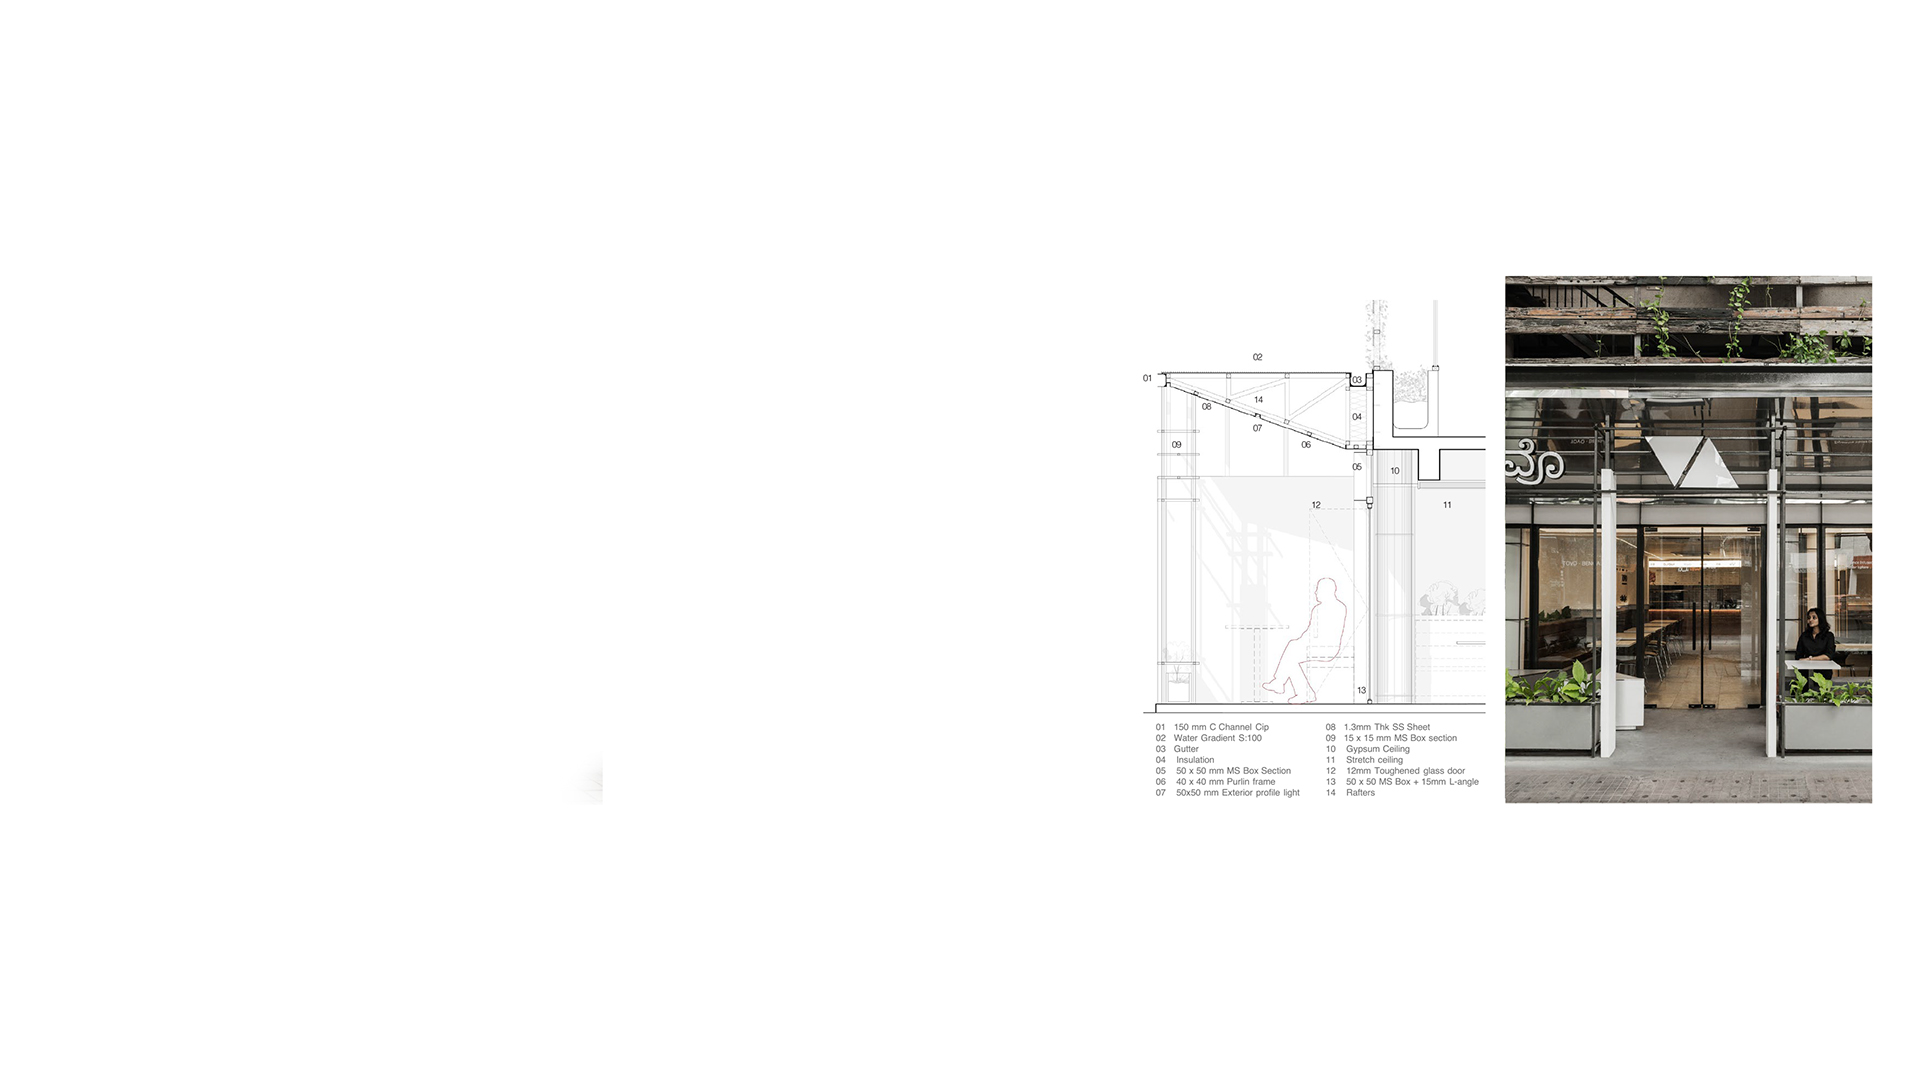 02
01
03
14
08
04
07
09
06
05
10
12
11
13
01 150 mm C Channel Cip
02 Water Gradient S:100
03 Gutter
04 Insulation
05 50 x 50 mm MS Box Section
06 40 x 40 mm Purlin frame
07 50x50 mm Exterior profile light
08 1.3mm Thk SS Sheet
09 15 x 15 mm MS Box section
10 Gypsum Ceiling
11 Stretch ceiling
12 12mm Toughened glass door
13 50 x 50 MS Box + 15mm L-angle
14 Rafters